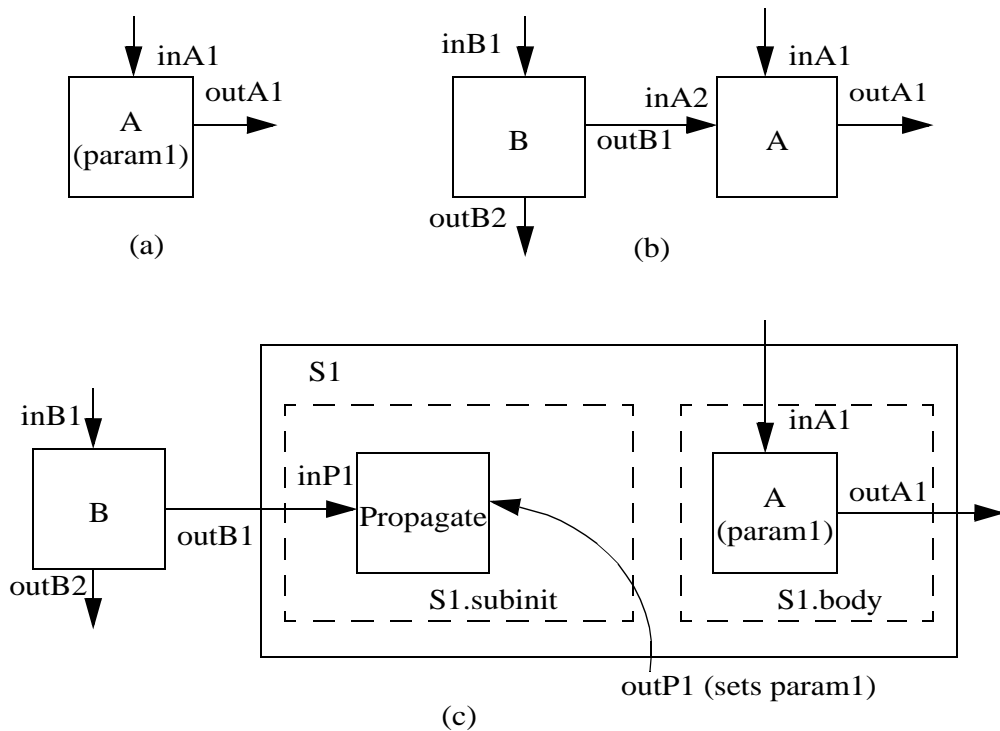 inA1
outA1
A
(param1)
(a)
inB1
B
outB1
inA2
outB2
inA1
A
outA1
(b)
S1
inB1
B
outB1
outB2
inP1
Propagate
S1.subinit
inA1
A
(param1)
outA1
S1.body
outP1 (sets param1)
(c)